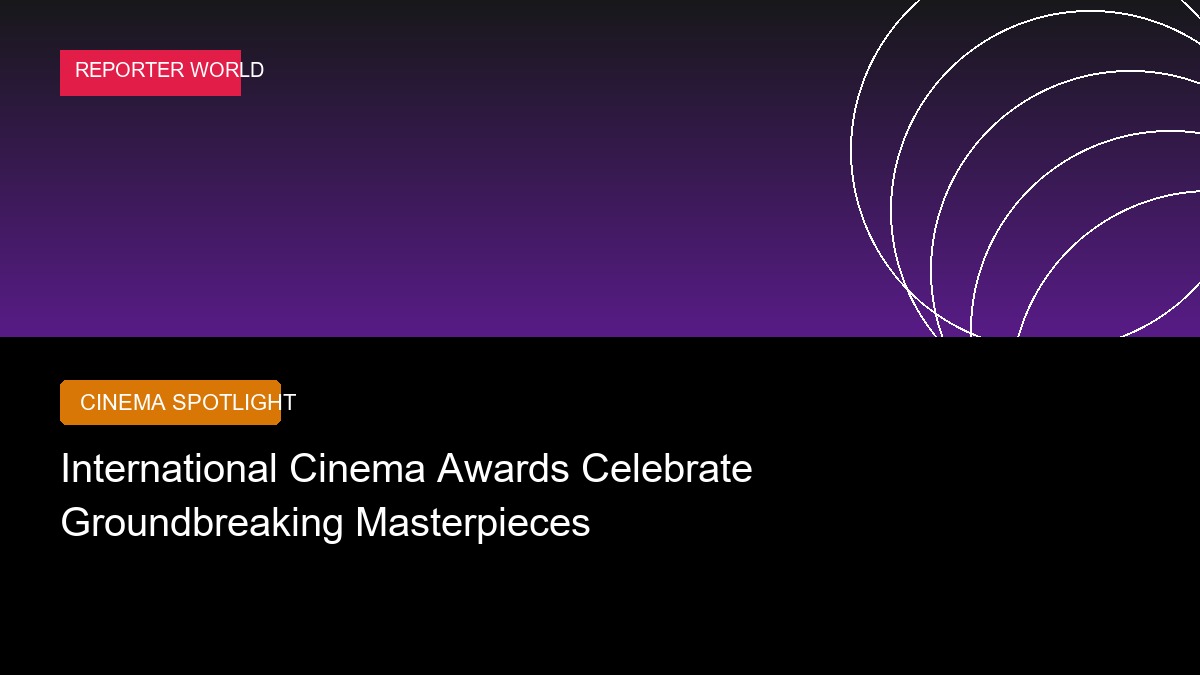 REPORTER WORLD
CINEMA SPOTLIGHT
International Cinema Awards Celebrate
Groundbreaking Masterpieces